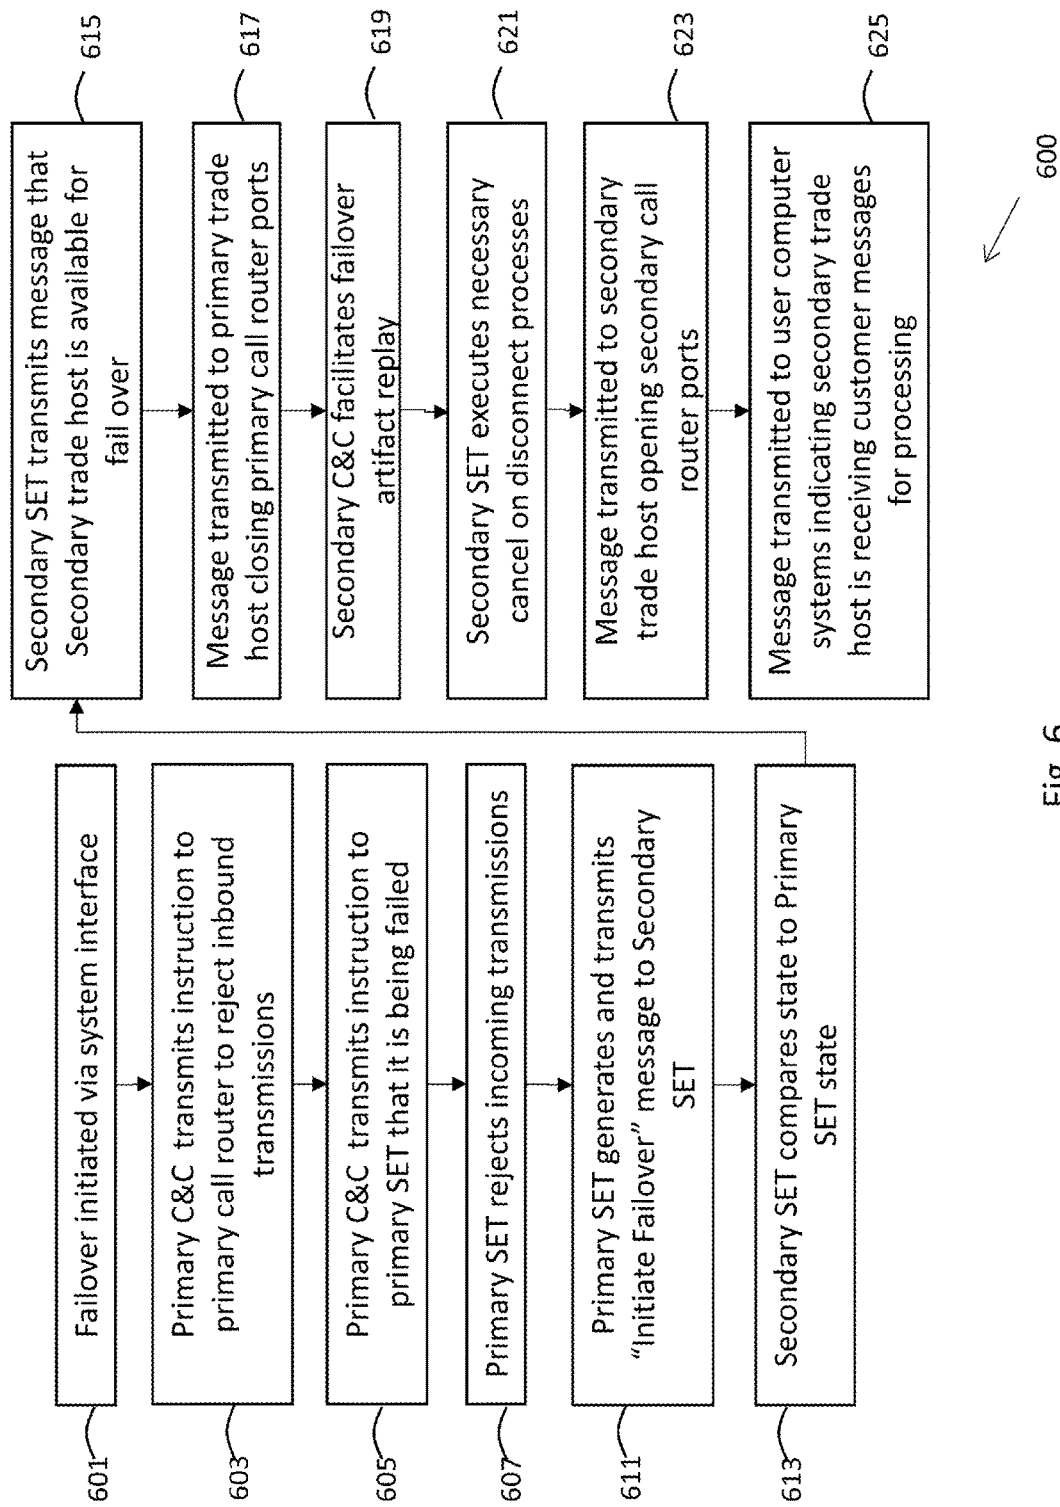 601
Failover initiated via system interface
603
Primary C&C transmits instruction to
primary call router to reject inbound
transmissions
605
Primary C&C transmits instruction to
primary SET that it is being failed
607
Primary SET rejects incoming transmissions
611
Primary SET generates and transmits
“Initiate Failover” message to Secondary
SET
613
Secondary SET compares state to Primary
SET state
615
Secondary SET transmits message that
Secondary trade host is available for
fail over
617
Message transmitted to primary trade
host closing primary call router ports
619
Secondary C&C facilitates failover
artifact replay
621
Secondary SET executes necessary
cancel on disconnect processes
623
Message transmitted to secondary
trade host opening secondary call
router ports
625
Message transmitted to user computer
systems indicating secondary trade
host is receiving customer messages
for processing
600
Fig. 6